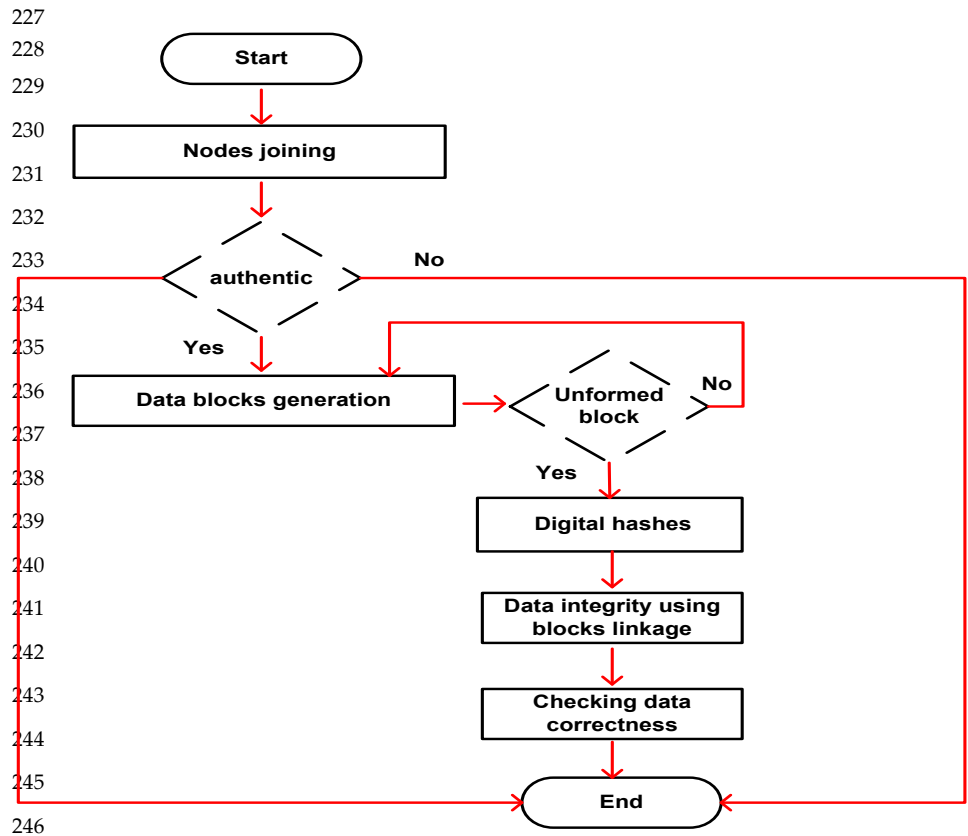 227
228
Start
229
230
Nodes joining
231
232
233
No
authentic
234
235
Yes
236
Data blocks generation
Unformed
block
No
237
238
Yes
239
Digital hashes
240
241
Data integrity using
blocks linkage
242
243
Checking data
correctness
244
245
End
246